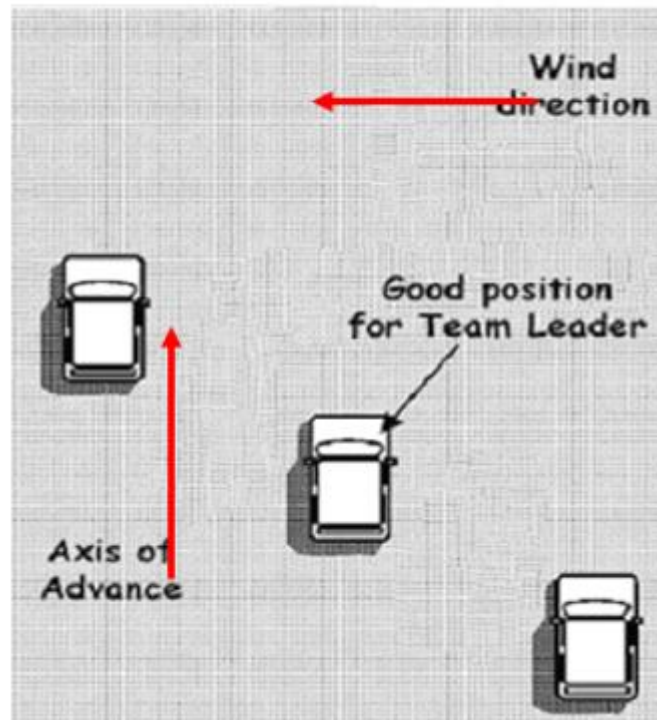 Wind
direction
Good position
for Team Leader
Axis of
Advance